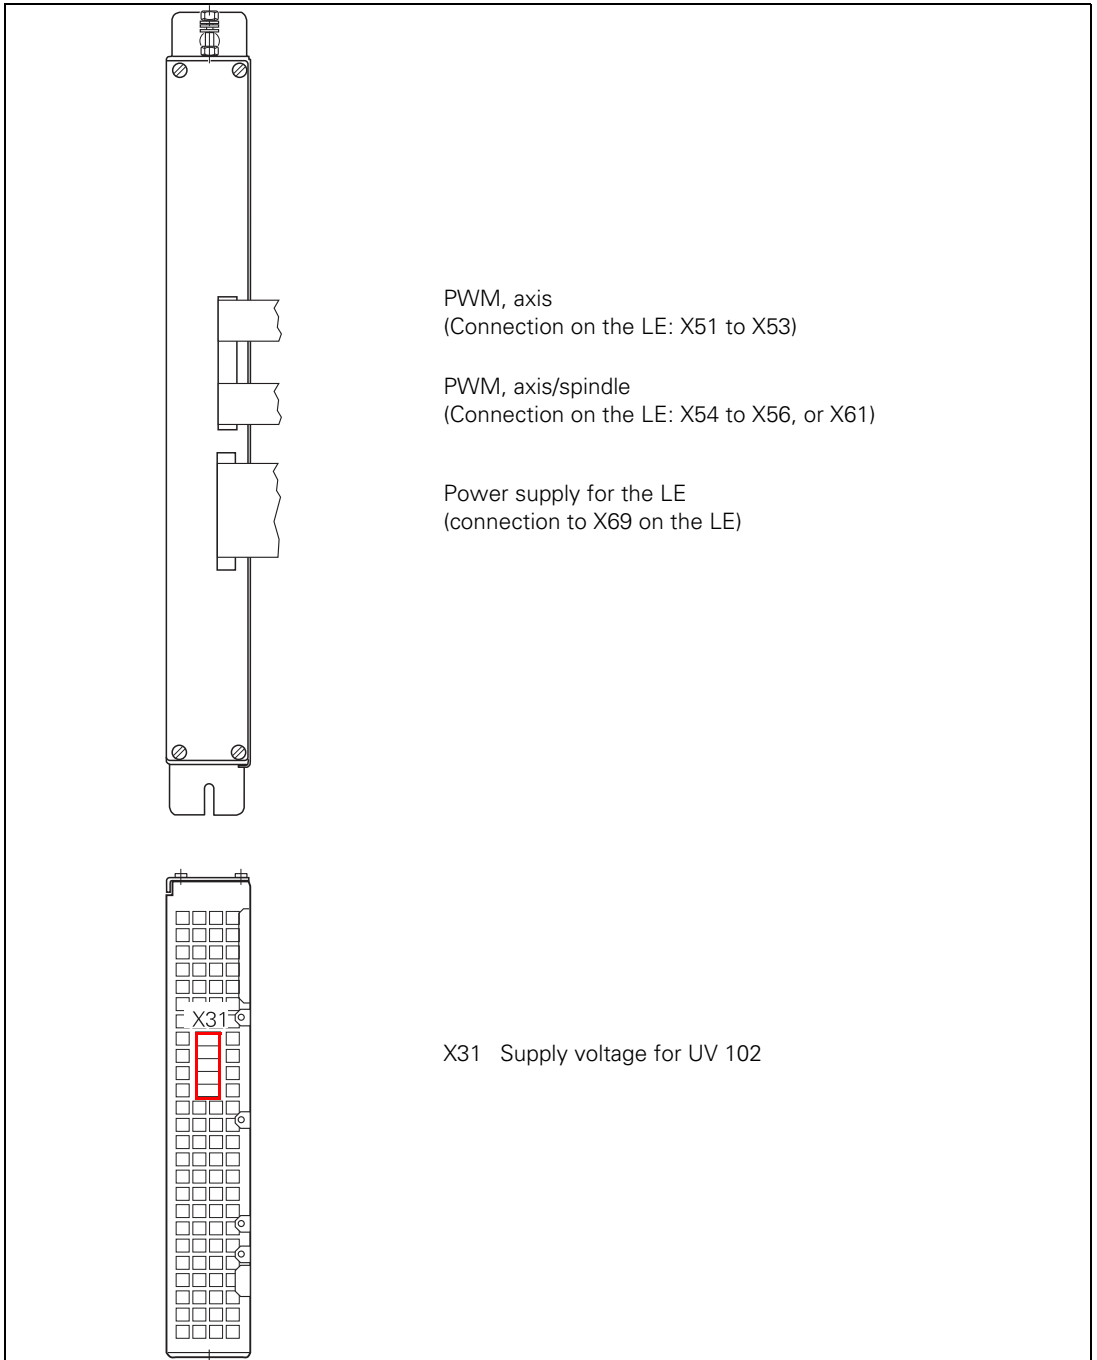 PWM, axis
(Connection on the LE: X51 to X53)
PWM, axis/spindle
(Connection on the LE: X54 to X56, or X61)
Power supply for the LE
(connection to X69 on the LE)
X31
X31 Supply voltage for UV 102